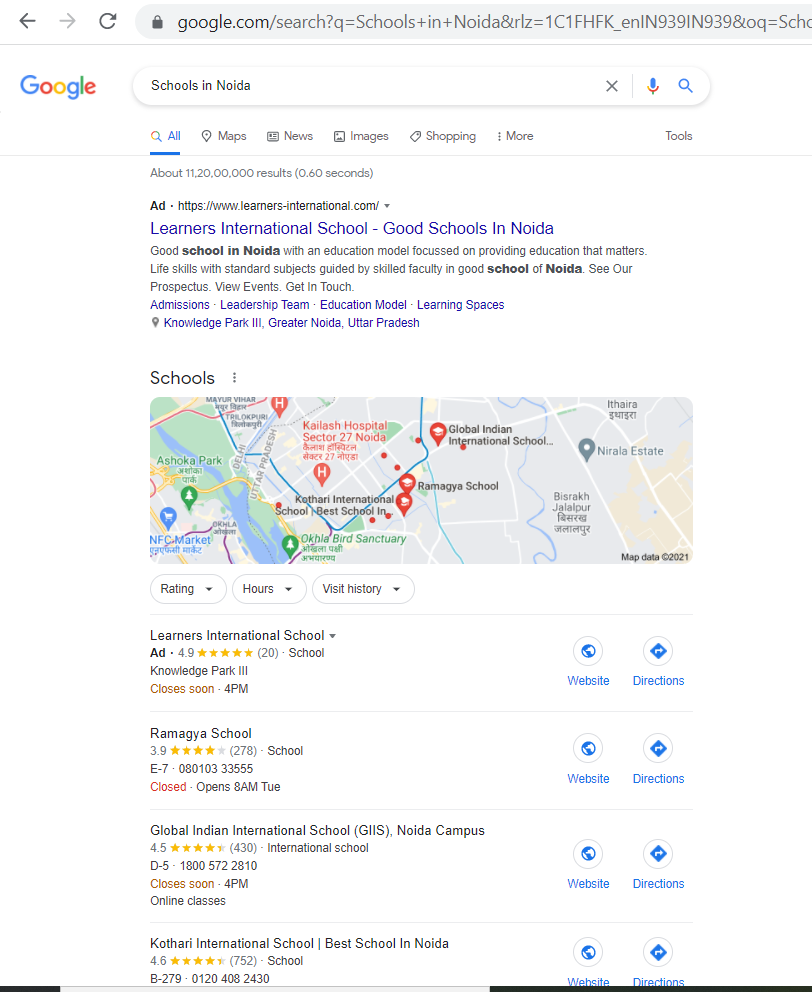 google.com/search?q=Schools+in+Noida&rlz=1C1FHFK_enIN939IN939&oq=Scho
Google
Schools in Noida
All Maps News Images Shopping More Tools
About 11,20,00,000 results (0.60 seconds)
Ad · https://www.learners-international.com/
Learners International School - Good Schools In Noida
Good school in Noida with an education model focussed on providing education that matters.
Life skills with standard subjects guided by skilled faculty in good school of Noida. See Our
Prospectus. View Events. Get In Touch.
Admissions · Leadership Team · Education Model · Learning Spaces
Knowledge Park III, Greater Noida, Uttar Pradesh
Schools
MAYUR VIHAR
मयूर विहार
TRILOKPURI
त्रिलोकपुरी
H
Kailash Hospital
Sector 27 Noida
कैलाश हॉस्पिटल
सेक्टर 27 नोएडा
H
Global Indian
International School...
Ithaira
इथाइरा
Nirala Estate
Ashoka Park
अशोका
पार्क
DELHI
UTTAR PRADESH
Ramagya School
Kothari International
School | Best School In...
Bisrakh
Jalalpur
बिसरख
जलालपुर
NFC Market
एनएफसी मार्केट
OKHLA
ओखला
Okhla Bird Sanctuary
ओखला पक्षी
अभयारण्य
Map data ©2021
Rating Hours Visit history
Learners International School
Ad · 4.9 (20) · School
Knowledge Park III
Closes soon · 4PM
Website Directions
Ramagya School
3.9 (278) · School
E-7 · 080103 33555
Closed · Opens 8AM Tue
Website Directions
Global Indian International School (GIIS), Noida Campus
4.5 (430) · International school
D-5 · 1800 572 2810
Closes soon · 4PM
Online classes
Website Directions
Kothari International School | Best School In Noida
4.6 (752) · School
B-279 · 0120 408 2430
Website Directions